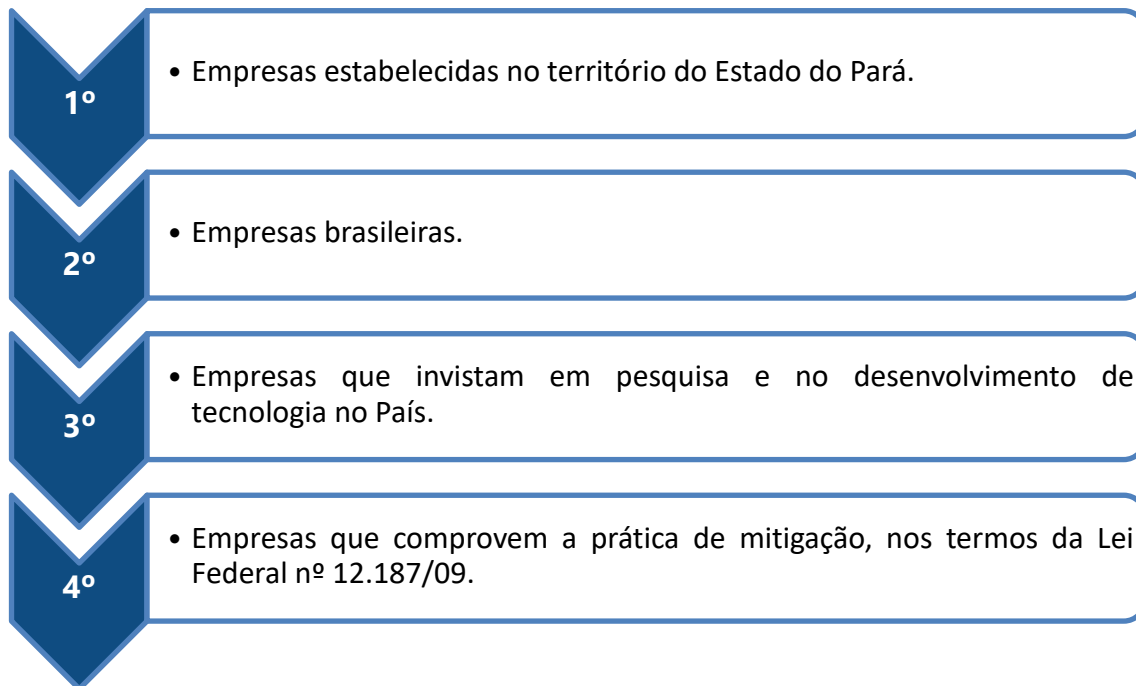 1º
• Empresas estabelecidas no território do Estado do Pará.
2º
• Empresas brasileiras.
3º
• Empresas que invistam em pesquisa e no desenvolvimento de
tecnologia no País.
4º
• Empresas que comprovem a prática de mitigação, nos termos da Lei
Federal nº 12.187/09.